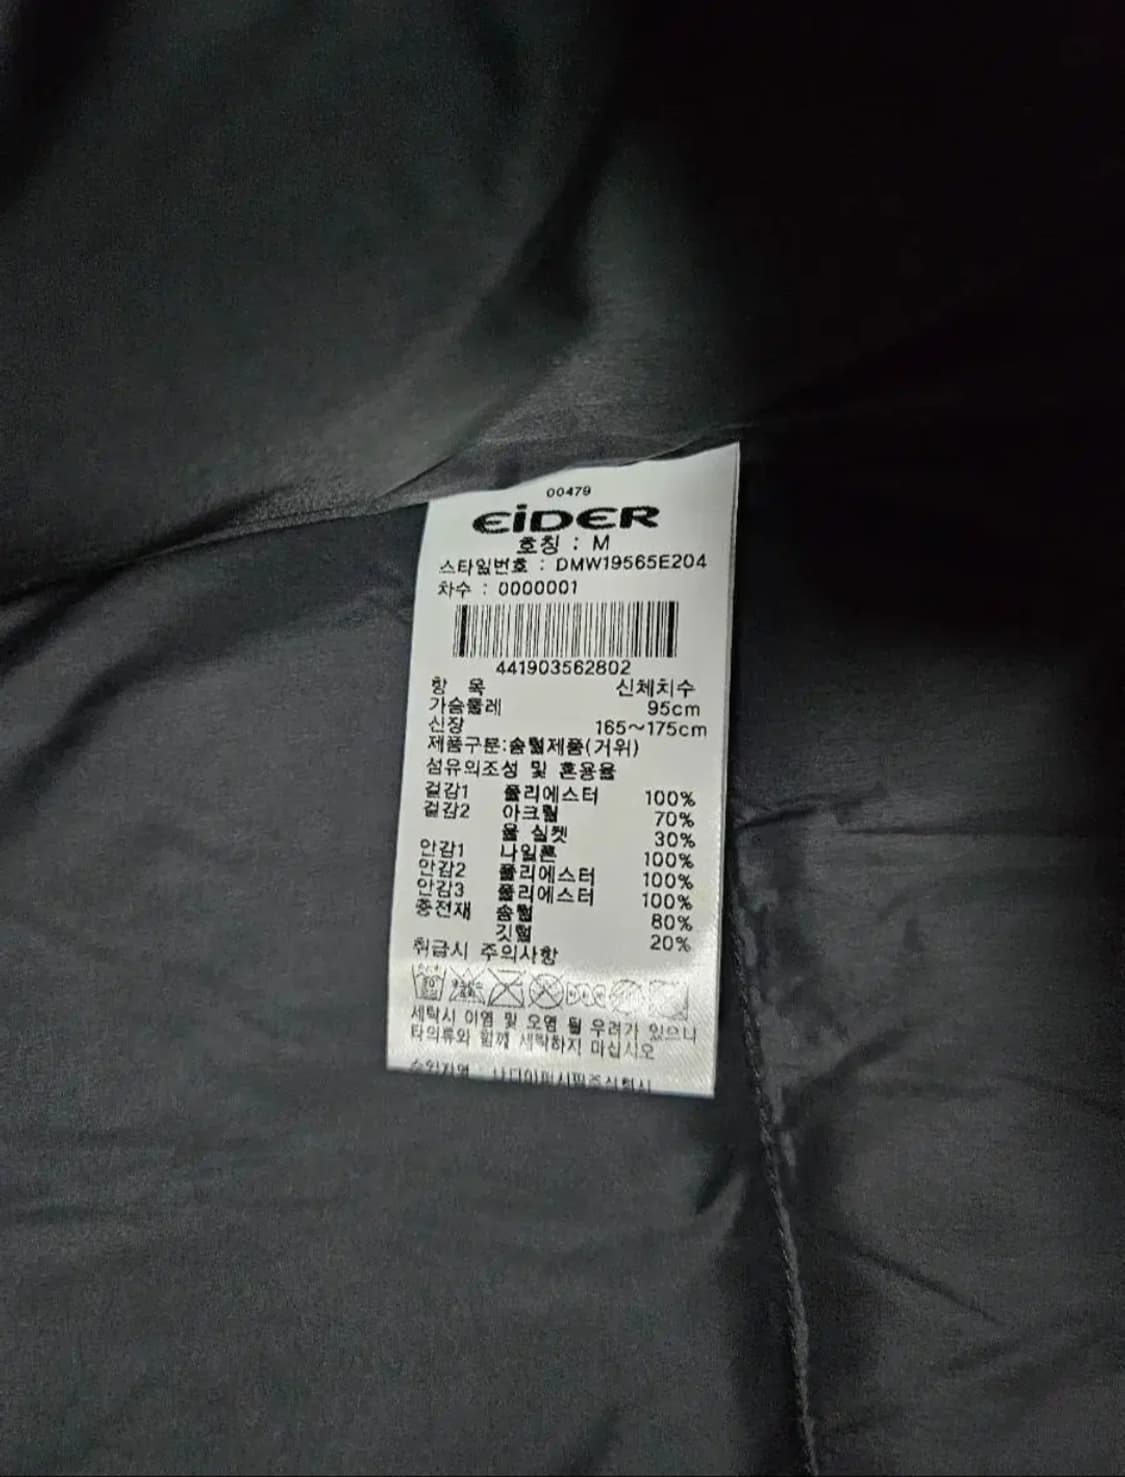 00479
EiDER
호칭 : M
스타일번호 : DMW19565E204
차수 : 0000001
441903562802
항 목 신체치수
가슴둘레 95cm
신장 165~175cm
제품구분:솜털제품(거위)
섬유의조성 및 혼용율
겉감1 폴리에스터 100%
겉감2 아크릴 70%
울 실켓 30%
안감1 나일론 100%
안감2 폴리에스터 100%
안감3 폴리에스터 100%
충전재 솜털 80%
깃털 20%
취급시 주의사항
세탁시 이염 및 오염 될 우려가 있으니
타의류와 함께 세탁하지 마십시오